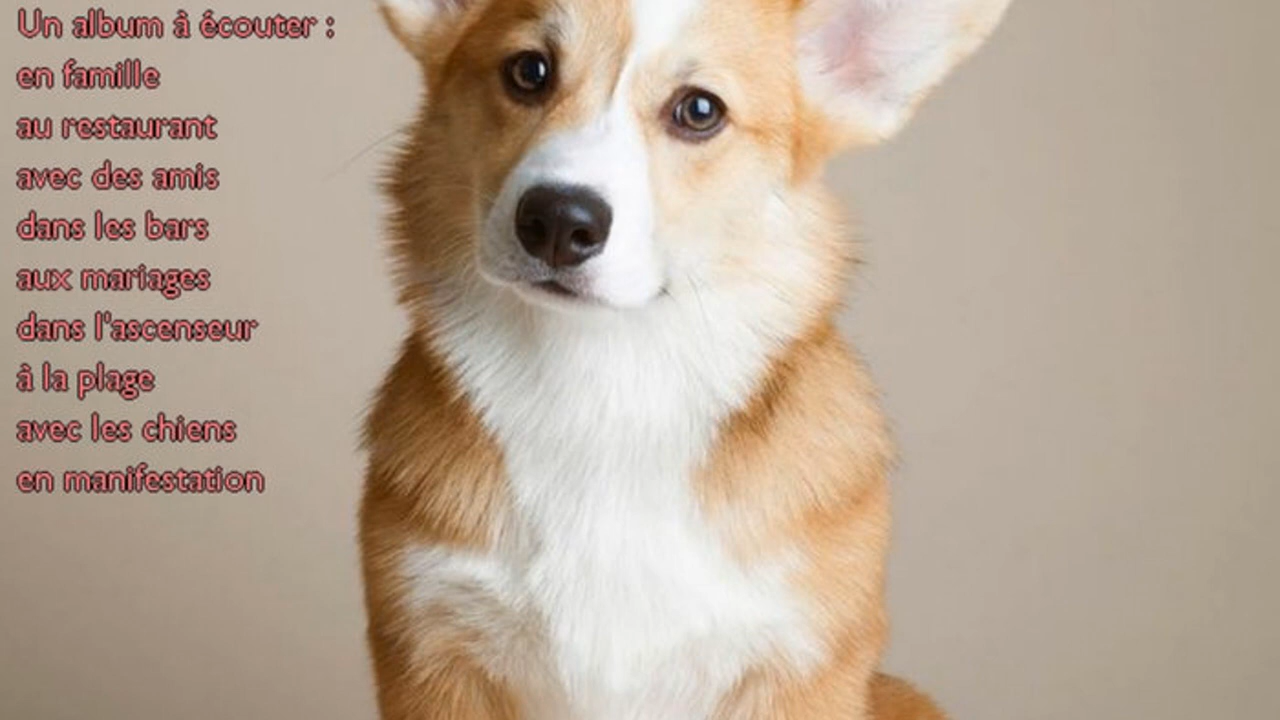 Un album à écouter :
en famille
au restaurant
avec des amis
dans les bars
aux mariages
dans l'ascenseur
à la plage
avec les chiens
en manifestation